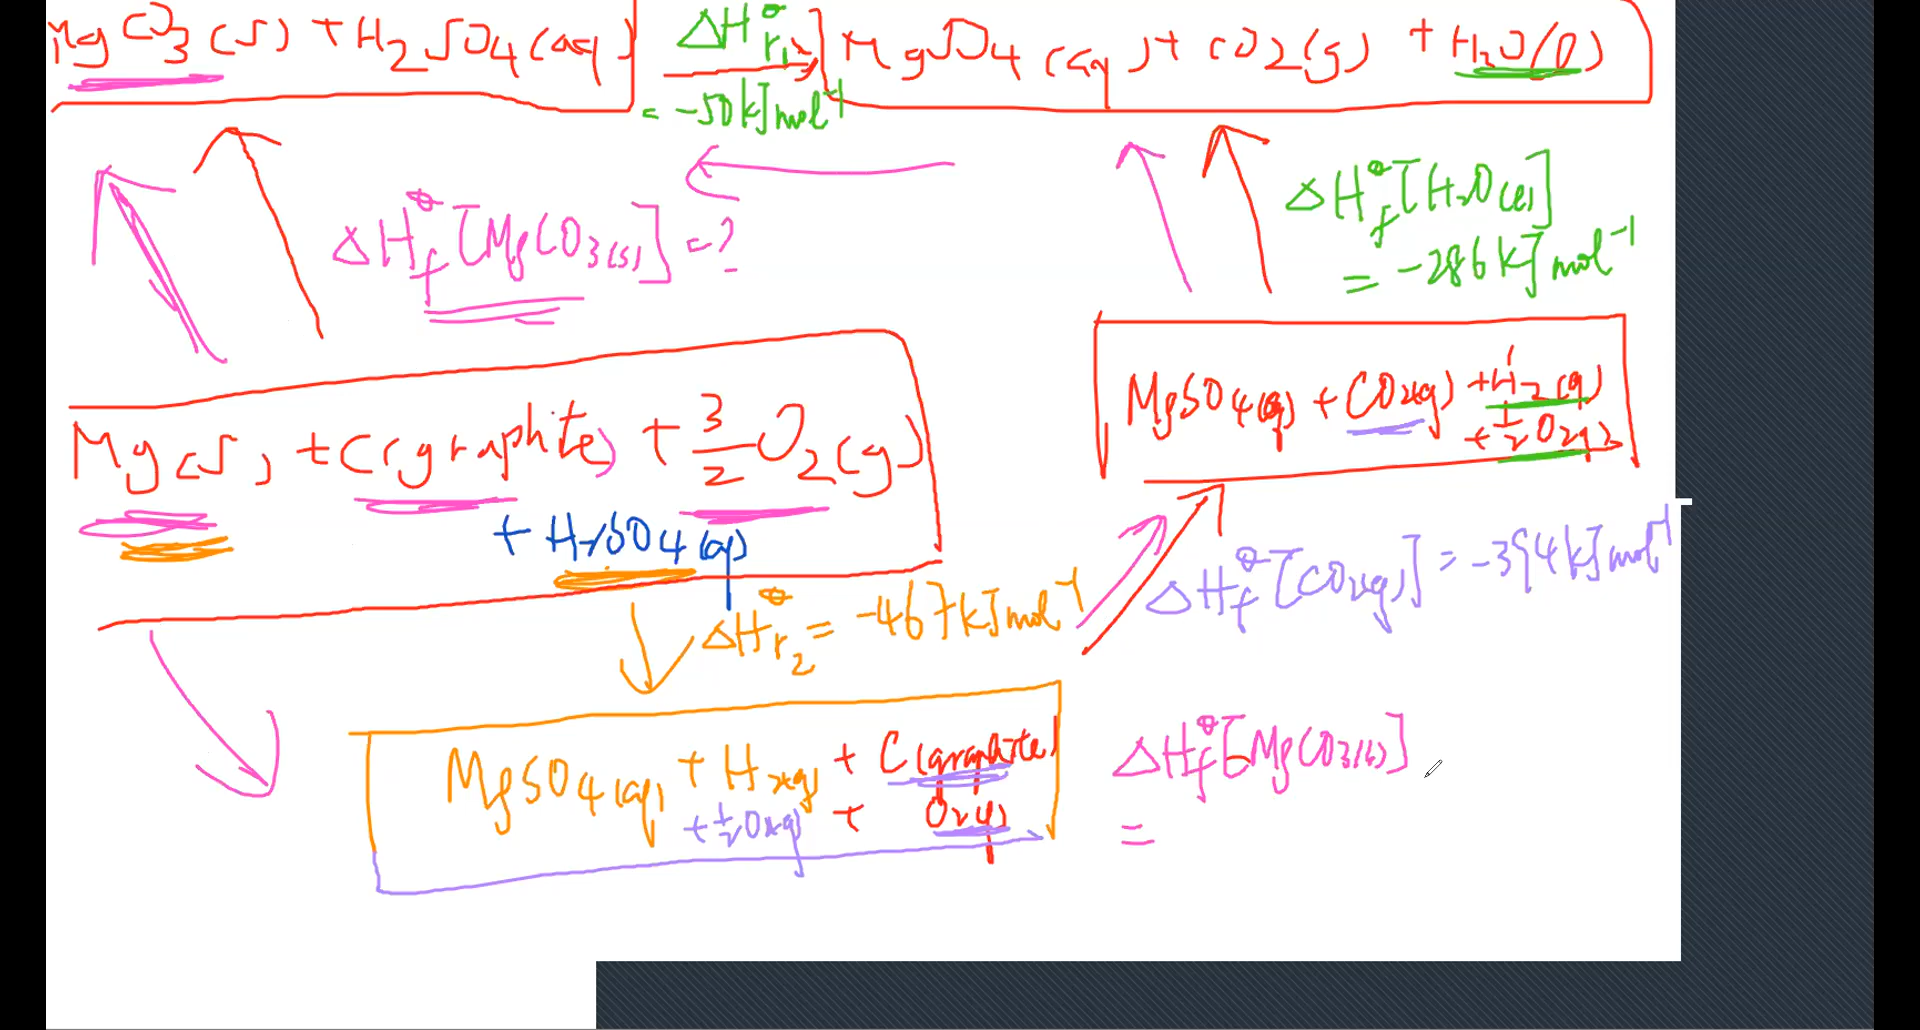 MgCO3(s) + H2SO4(aq) ΔH⦵r1 MgSO4(aq) + CO2(g) + H2O(l)
= -50 kJ mol⁻¹
ΔH⦵f [MgCO3(s)] = ?
ΔH⦵f [H2O(l)]
= -286 kJ mol⁻¹
Mg(s) + C(graphite) + 3/2 O2(g)
+ H2SO4(aq)
MgSO4(aq) + CO2(g) + H2(g)
+ 1/2 O2(g)
ΔH⦵f [CO2(g)] = -394 kJ mol⁻¹
ΔH⦵r2 = -467 kJ mol⁻¹
MgSO4(aq) + H2(g) + C(graphite)
+ 1/2 O2(g) + O2(g)
ΔH⦵f [MgCO3(s)]
=